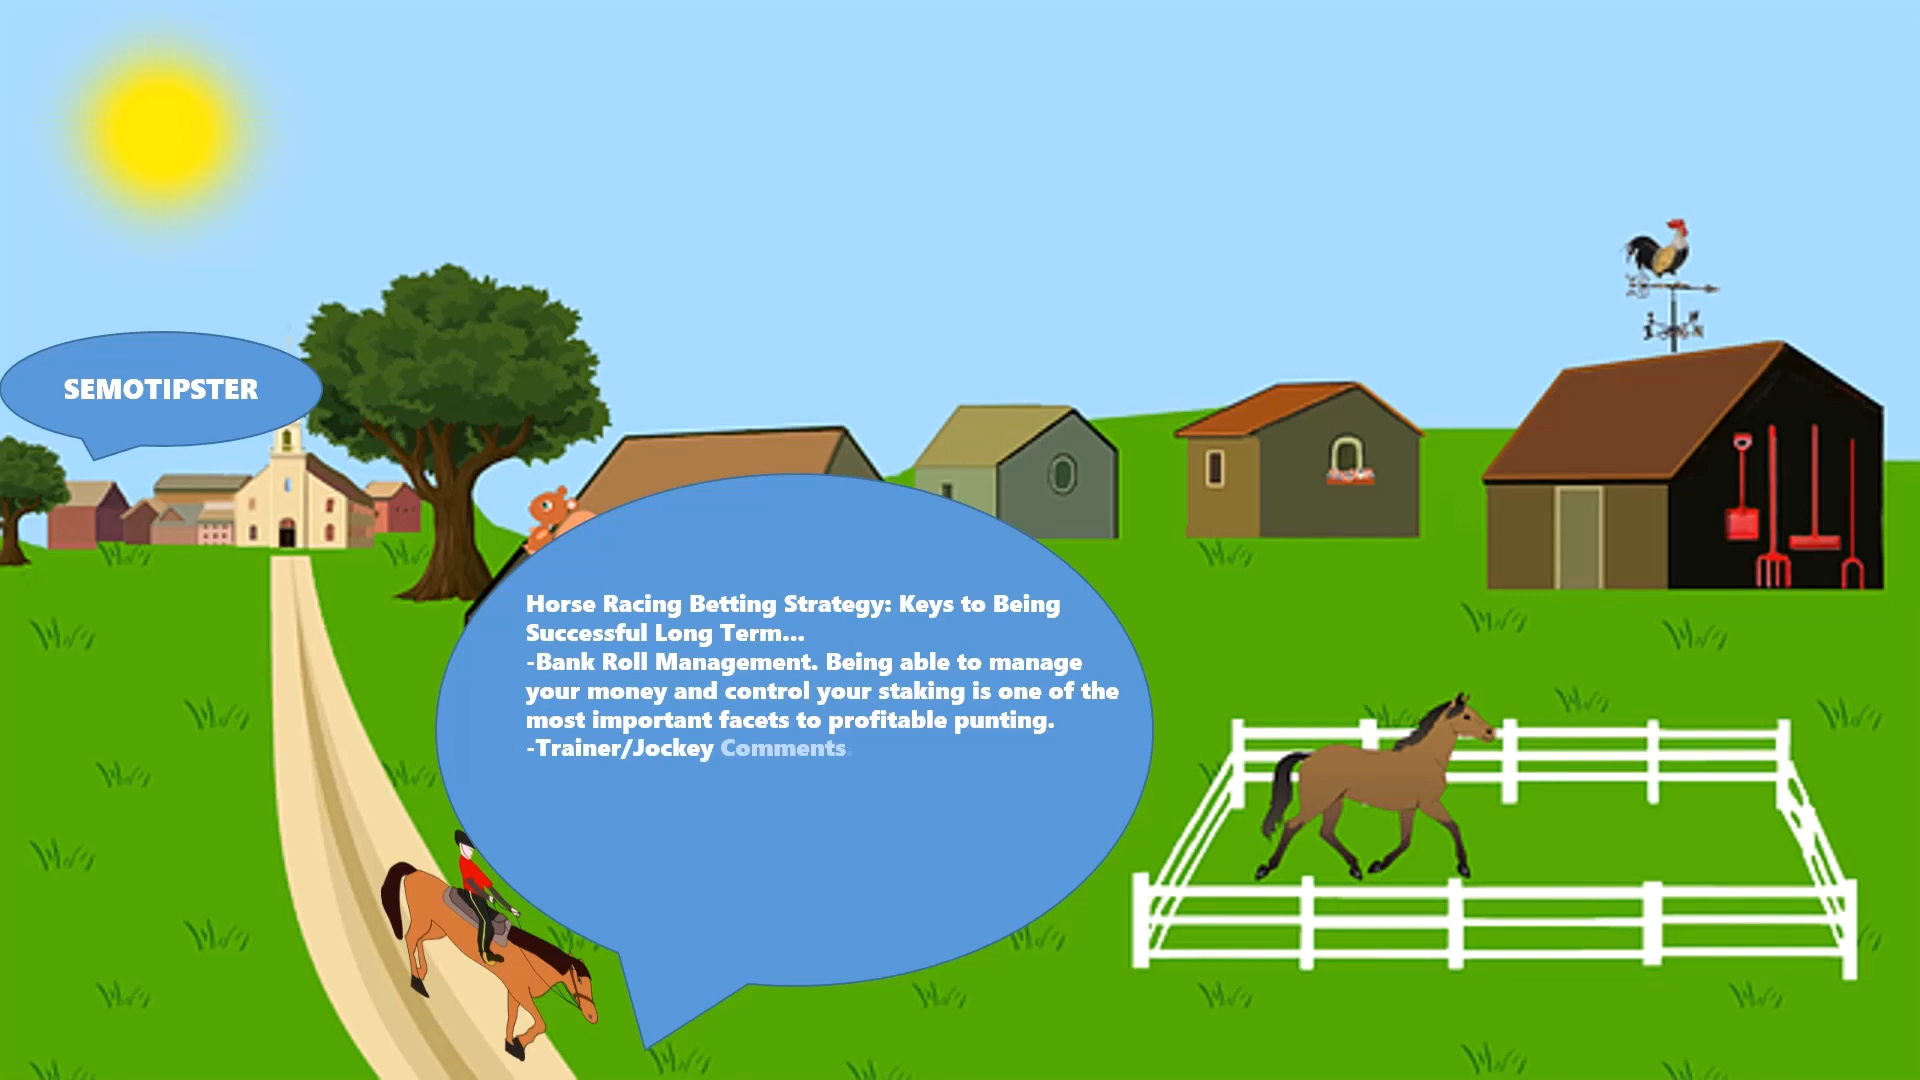 SEMOTIPSTER
Horse Racing Betting Strategy: Keys to Being
Successful Long Term...
-Bank Roll Management. Being able to manage
your money and control your staking is one of the
most important facets to profitable punting.
-Trainer/Jockey Comments